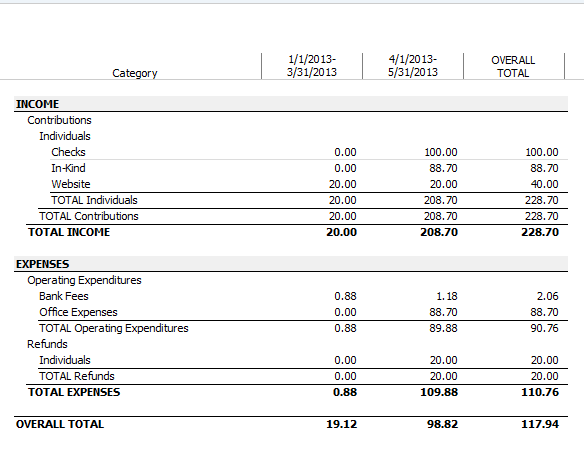 Category 1/1/2013- 3/31/2013 4/1/2013- 5/31/2013 OVERALL TOTAL
INCOME
Contributions
Individuals
Checks 0.00 100.00 100.00
In-Kind 0.00 88.70 88.70
Website 20.00 20.00 40.00
TOTAL Individuals 20.00 208.70 228.70
TOTAL Contributions 20.00 208.70 228.70
TOTAL INCOME 20.00 208.70 228.70
EXPENSES
Operating Expenditures
Bank Fees 0.88 1.18 2.06
Office Expenses 0.00 88.70 88.70
TOTAL Operating Expenditures 0.88 89.88 90.76
Refunds
Individuals 0.00 20.00 20.00
TOTAL Refunds 0.00 20.00 20.00
TOTAL EXPENSES 0.88 109.88 110.76
OVERALL TOTAL 19.12 98.82 117.94